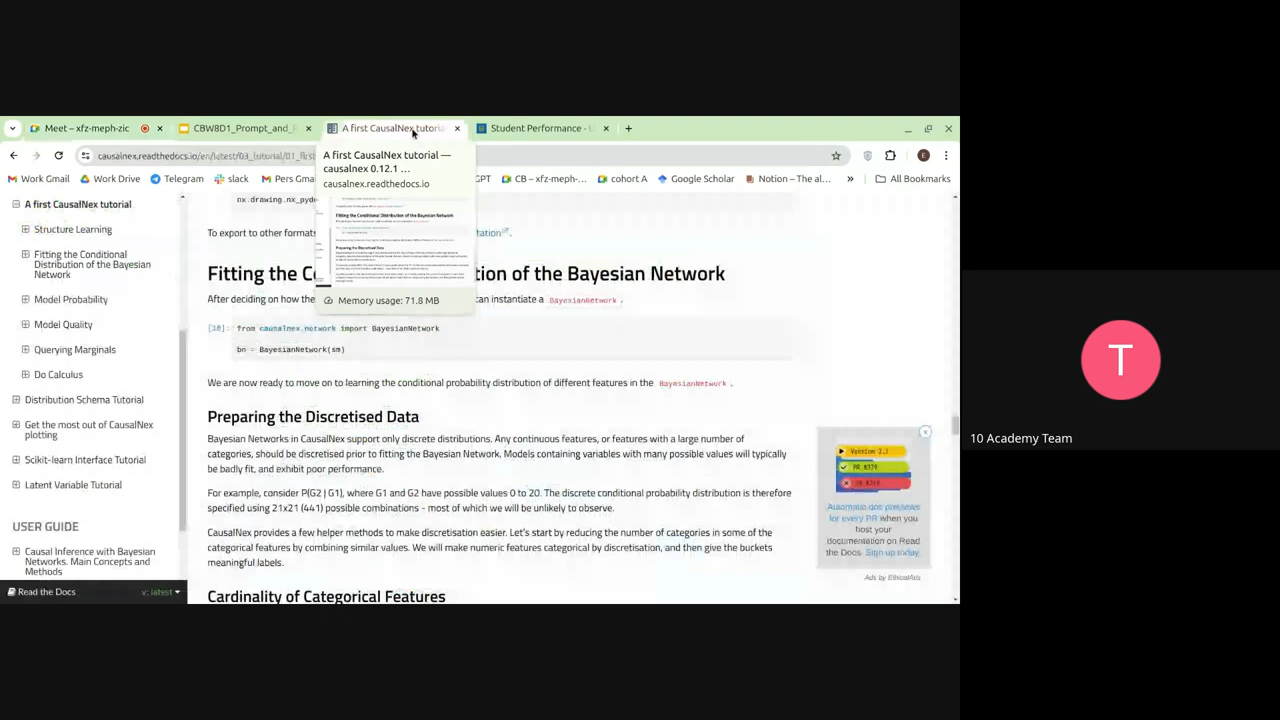 Meet – xfz-meph-zic
CBW8D1_Prompt_and_
A first CausalNex tutoria
Student Performance - U
causalnex.readthedocs.io/en/latest/03_tutorial/01_first
Work Gmail
Work Drive
Telegram
slack
Pers Gma
GPT
CB – xfz-meph-...
cohort A
Google Scholar
Notion – The al...
All Bookmarks
A first CausalNex tutorial —
causalnex 0.12.1 ...
causalnex.readthedocs.io
Memory usage: 71.8 MB
A first CausalNex tutorial
Structure Learning
Fitting the Conditional
Distribution of the Bayesian
Network
Model Probability
Model Quality
Querying Marginals
Do Calculus
Distribution Schema Tutorial
Get the most out of CausalNex
plotting
Scikit-learn Interface Tutorial
Latent Variable Tutorial
USER GUIDE
Causal Inference with Bayesian
Networks. Main Concepts and
Methods
Read the Docs
v: latest
nx.drawing.nx_pyd
To export to other formats
tation.
Fitting the C
ion of the Bayesian Network
After deciding on how the
can instantiate a BayesianNetwork.
from causalnex.network import BayesianNetwork
bn = BayesianNetwork(sm)
We are now ready to move on to learning the conditional probability distribution of different features in the BayesianNetwork.
Preparing the Discretised Data
Bayesian Networks in CausalNex support only discrete distributions. Any continuous features, or features with a large number of
categories, should be discretised prior to fitting the Bayesian Network. Models containing variables with many possible values will typically
be badly fit, and exhibit poor performance.
For example, consider P(G2 | G1), where G1 and G2 have possible values 0 to 20. The discrete conditional probability distribution is therefore
specified using 21x21 (441) possible combinations - most of which we will be unlikely to observe.
CausalNex provides a few helper methods to make discretisation easier. Let's start by reducing the number of categories in some of the
categorical features by combining similar values. We will make numeric features categorical by discretisation, and then give the buckets
meaningful labels.
Cardinality of Categorical Features
Automatic doc previews
for every PR when you
host your
documentation on Read
the Docs. Sign up today.
Ads by EthicalAds
T
10 Academy Team